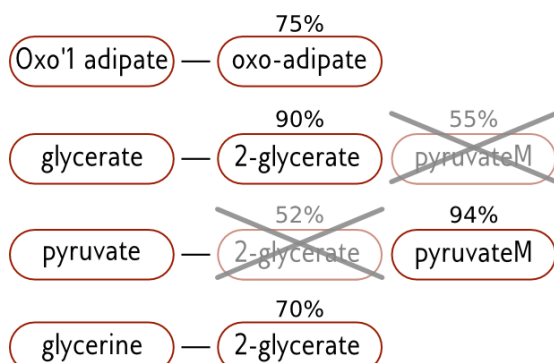 75%
Oxo'1 adipate — oxo-adipate
90% 55%
glycerate — 2-glycerate pyruvateM
52% 94%
pyruvate — 2-glycerate pyruvateM
70%
glycerine — 2-glycerate